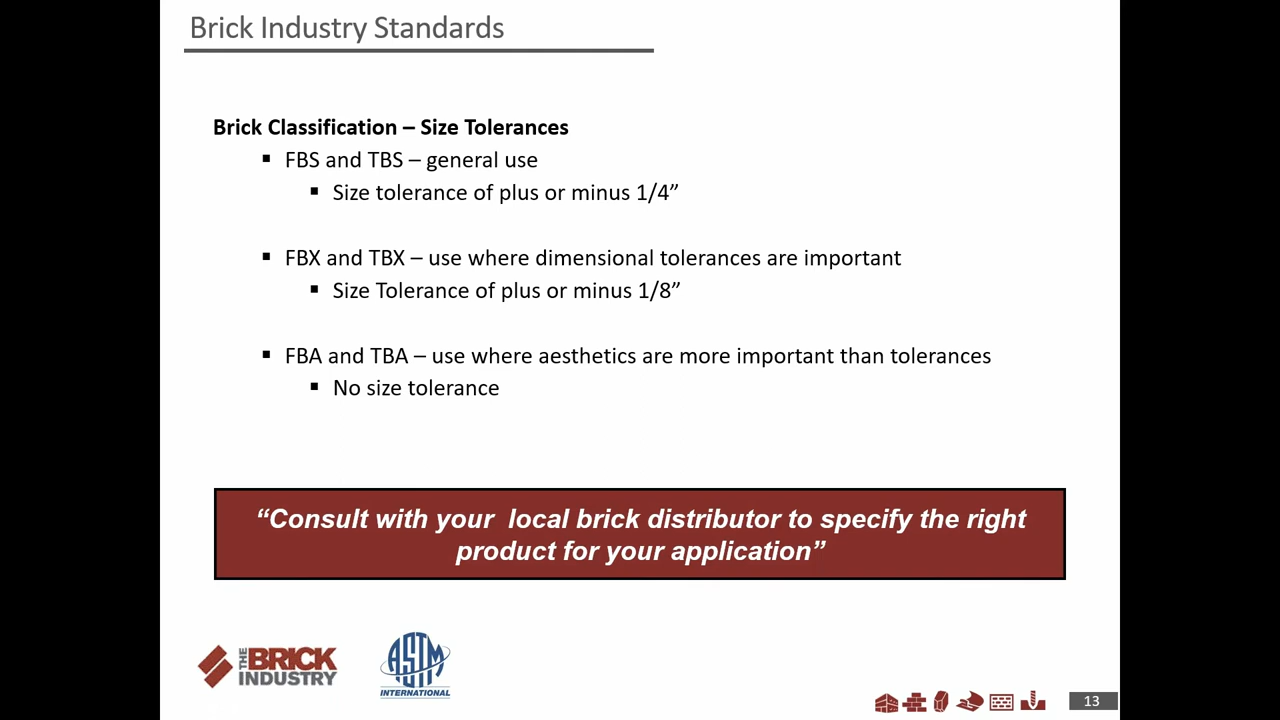 Brick Industry Standards
Brick Classification – Size Tolerances
▪ FBS and TBS – general use
▪ Size tolerance of plus or minus 1/4”
▪ FBX and TBX – use where dimensional tolerances are important
▪ Size Tolerance of plus or minus 1/8”
▪ FBA and TBA – use where aesthetics are more important than tolerances
▪ No size tolerance
“Consult with your  local brick distributor to specify the right
product for your application”
THE BRICK
INDUSTRY
ASTM
INTERNATIONAL
13